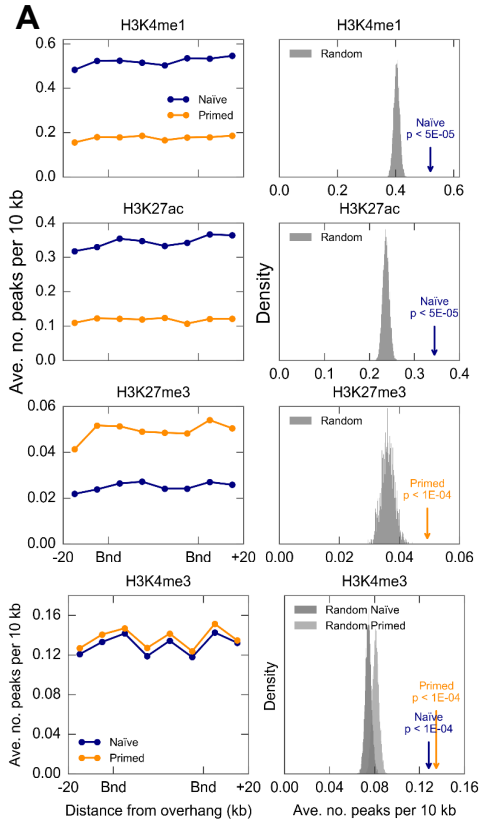 A
H3K4me1
H3K4me1
Ave. no. peaks per 10 kb
0.6
0.4
0.2
0.0
Naïve
Primed
Random
Naïve
p < 5E-05
0.0
0.2
0.4
0.6
H3K27ac
H3K27ac
0.4
0.3
0.2
0.1
0.0
Density
Random
Naïve
p < 5E-05
0.0
0.1
0.2
0.3
0.4
H3K27me3
H3K27me3
0.06
0.04
0.02
0.00
-20
Bnd
Bnd
+20
Random
Primed
p < 1E-04
0.00
0.02
0.04
0.06
H3K4me3
H3K4me3
Ave. no. peaks per 10 kb
0.16
0.12
0.08
0.04
0.00
Naïve
Primed
-20
Bnd
Bnd
+20
Distance from overhang (kb)
Density
Random Naïve
Random Primed
Primed
p < 1E-04
Naïve
p < 1E-04
0.00
0.04
0.08
0.12
0.16
Ave. no. peaks per 10 kb